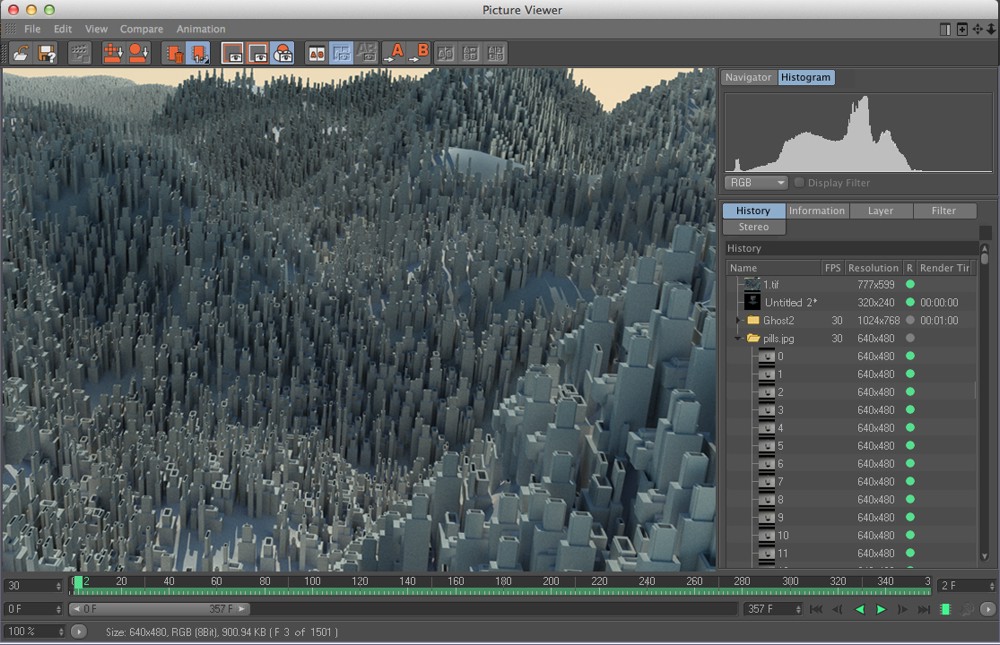 Picture Viewer
File Edit View Compare Animation
A B AB
Navigator Histogram
RGB Display Filter
History Information Layer Filter
Stereo
History
Name FPS Resolution R Render Tir
1.tif 777x599
Untitled 2* 320x240 00:00:00
Ghost2 30 1024x768 00:01:00
pills.jpg 30 640x480
0 640x480
1 640x480
2 640x480
3 640x480
4 640x480
5 640x480
6 640x480
7 640x480
8 640x480
9 640x480
10 640x480
11 640x480
30 0 2 20 40 60 80 100 120 140 160 180 200 220 240 260 280 300 320 340 3 2 F
0 F 0 F 357 F 357 F
100 % Size: 640x480, RGB (8Bit), 900.94 KB ( F 3 of 1501 )